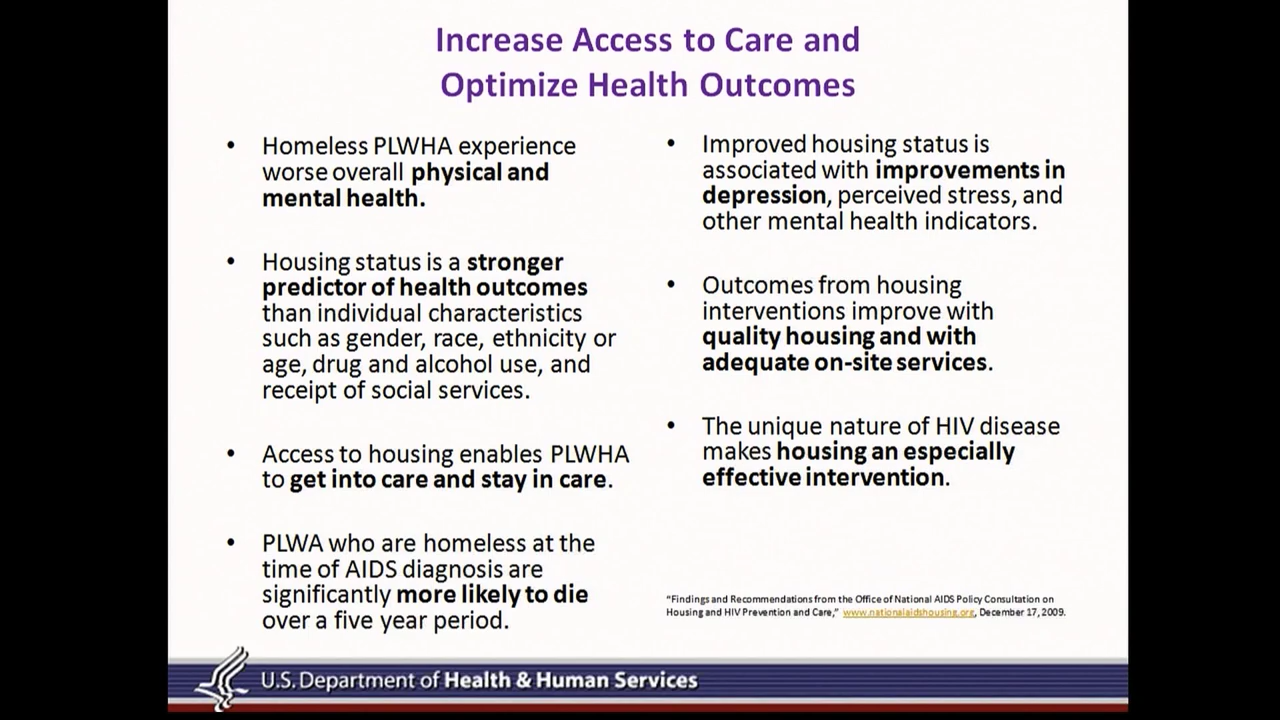 Increase Access to Care and
Optimize Health Outcomes
• Homeless PLWHA experience
worse overall physical and
mental health.
• Housing status is a stronger
predictor of health outcomes
than individual characteristics
such as gender, race, ethnicity or
age, drug and alcohol use, and
receipt of social services.
• Access to housing enables PLWHA
to get into care and stay in care.
• PLWA who are homeless at the
time of AIDS diagnosis are
significantly more likely to die
over a five year period.
• Improved housing status is
associated with improvements in
depression, perceived stress, and
other mental health indicators.
• Outcomes from housing
interventions improve with
quality housing and with
adequate on-site services.
• The unique nature of HIV disease
makes housing an especially
effective intervention.
“Findings and Recommendations from the Office of National AIDS Policy Consultation on
Housing and HIV Prevention and Care,” www.nationalaidshousing.org, December 17, 2009.
U.S. Department of Health & Human Services